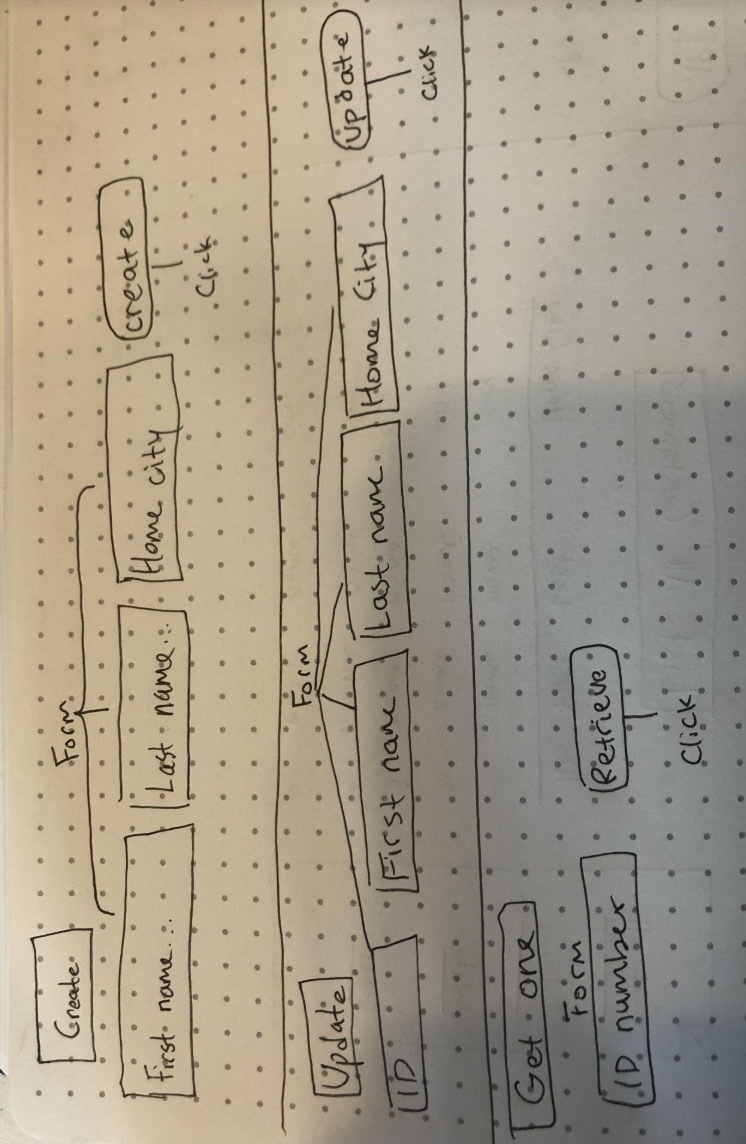 Create
Form
First name... Last name... Home city create
Click
Update
Form
ID First name Last name Home City Update
Click
Get one
Form
ID number Retrieve
Click